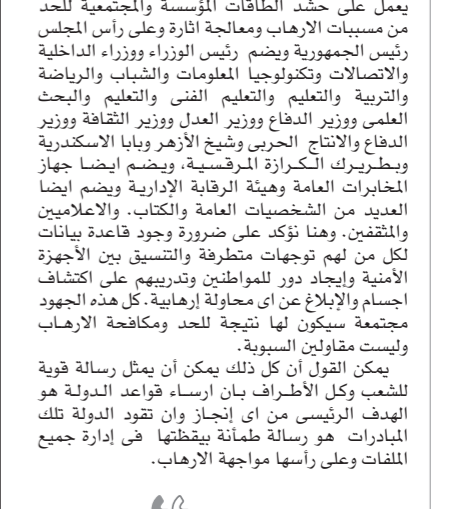 يعمل على حشد الطاقات المؤسسة والمجتمعية للحد
من مسببات الارهاب ومعالجة اثارة وعلى رأس المجلس
رئيس الجمهورية ويضم رئيس الوزراء ووزراء الداخلية
والاتصالات وتكنولوجيا المعلومات والشباب والرياضة
والتربية والتعليم والتعليم الفنى والتعليم والبحث
العلمى ووزير الدفاع ووزير العدل ووزير الثقافة ووزير
الدفاع والانتاج الحربى وشيخ الأزهر وبابا الاسكندرية
وبطريرك الكرازة المرقسية، ويضم ايضا جهاز
المخابرات العامة وهيئة الرقابة الإدارية ويضم ايضا
العديد من الشخصيات العامة والكتاب. والاعلاميين
والمثقفين. وهنا نؤكد على ضرورة وجود قاعدة بيانات
لكل من لهم توجهات متطرفة والتنسيق بين الأجهزة
الأمنية وإيجاد دور للمواطنين وتدريبهم على اكتشاف
اجسام والإبلاغ عن اى محاولة إرهابية. كل هذه الجهود
مجتمعة سيكون لها نتيجة للحد ومكافحة الارهاب
وليست مقاولين السبوبة.
يمكن القول أن كل ذلك يمكن أن يمثل رسالة قوية
للشعب وكل الأطراف بان ارساء قواعد الدولة هو
الهدف الرئيسى من اى إنجاز وان تقود الدولة تلك
المبادرات هو رسالة طمأنة بيقظتها فى إدارة جميع
الملفات وعلى رأسها مواجهة الارهاب.